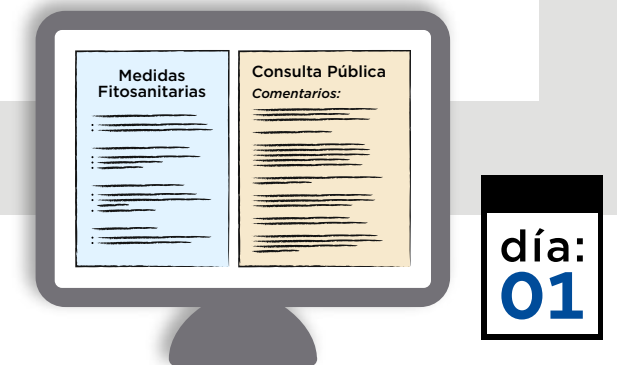 Medidas
Fitosanitarias
Consulta Pública
Comentarios:
día:
01